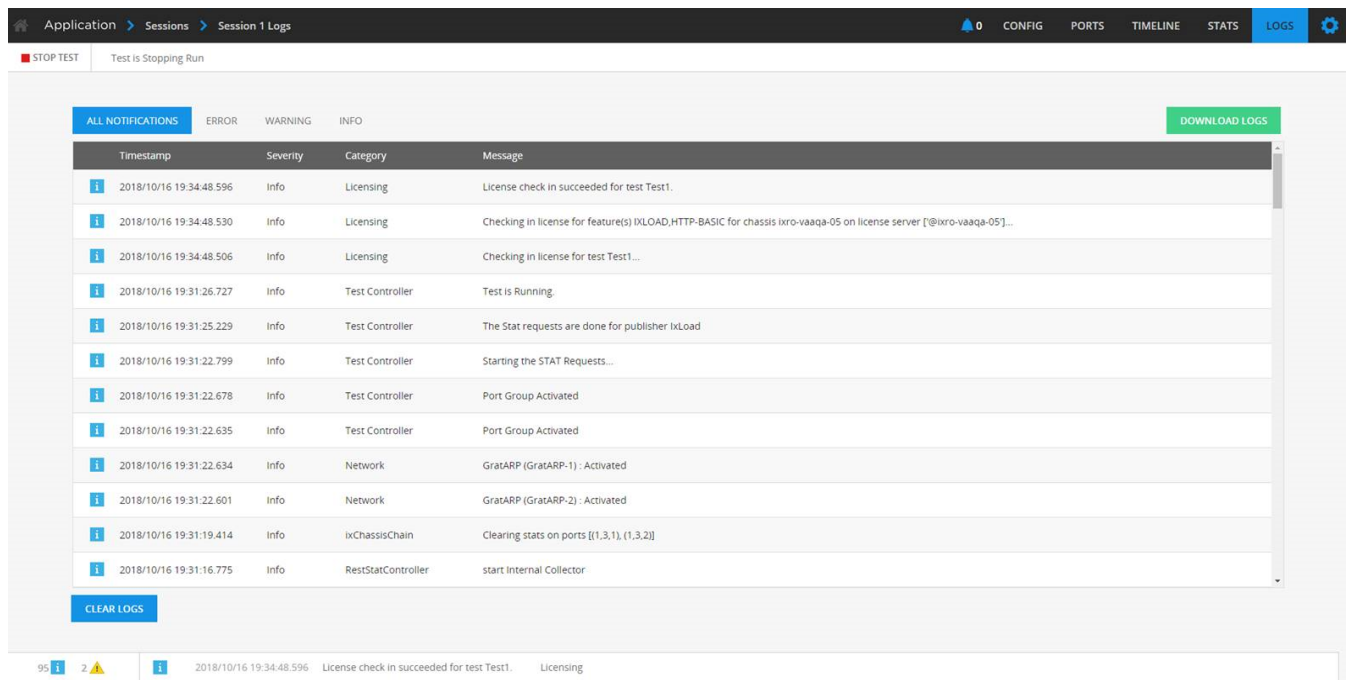 Application > Sessions > Session 1 Logs 0 CONFIG PORTS TIMELINE STATS LOGS
STOP TEST Test is Stopping Run
ALL NOTIFICATIONS ERROR WARNING INFO DOWNLOAD LOGS
Timestamp Severity Category Message
2018/10/16 19:34:48.596 Info Licensing License check in succeeded for test Test1.
2018/10/16 19:34:48.530 Info Licensing Checking in license for feature(s) IXLOAD,HTTP-BASIC for chassis ixro-vaaqa-05 on license server ['@ixro-vaaqa-05']...
2018/10/16 19:34:48.506 Info Licensing Checking in license for test Test1...
2018/10/16 19:31:26.727 Info Test Controller Test is Running.
2018/10/16 19:31:25.229 Info Test Controller The Stat requests are done for publisher IxLoad
2018/10/16 19:31:22.799 Info Test Controller Starting the STAT Requests...
2018/10/16 19:31:22.678 Info Test Controller Port Group Activated
2018/10/16 19:31:22.635 Info Test Controller Port Group Activated
2018/10/16 19:31:22.634 Info Network GratARP (GratARP-1) : Activated
2018/10/16 19:31:22.601 Info Network GratARP (GratARP-2) : Activated
2018/10/16 19:31:19.414 Info ixChassisChain Clearing stats on ports [(1,3,1), (1,3,2)]
2018/10/16 19:31:16.775 Info RestStatController start Internal Collector
CLEAR LOGS
95 i 2 i 2018/10/16 19:34:48.596 License check in succeeded for test Test1. Licensing